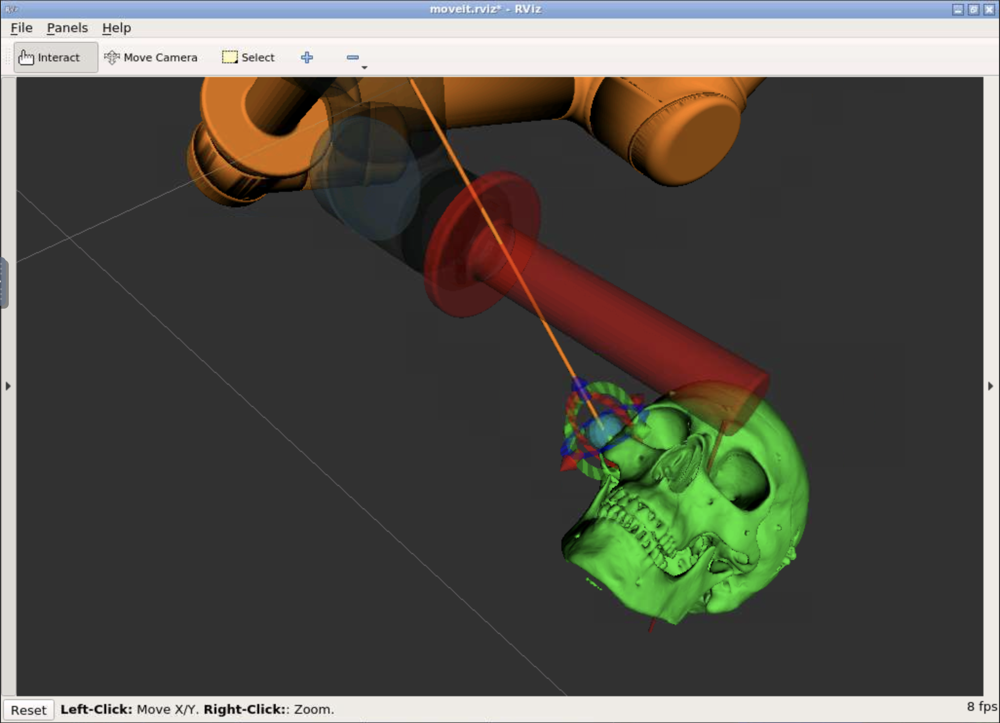 moveit.rviz* - RViz
File Panels Help
Interact Move Camera Select
Reset Left-Click: Move X/Y. Right-Click:: Zoom. 8 fps